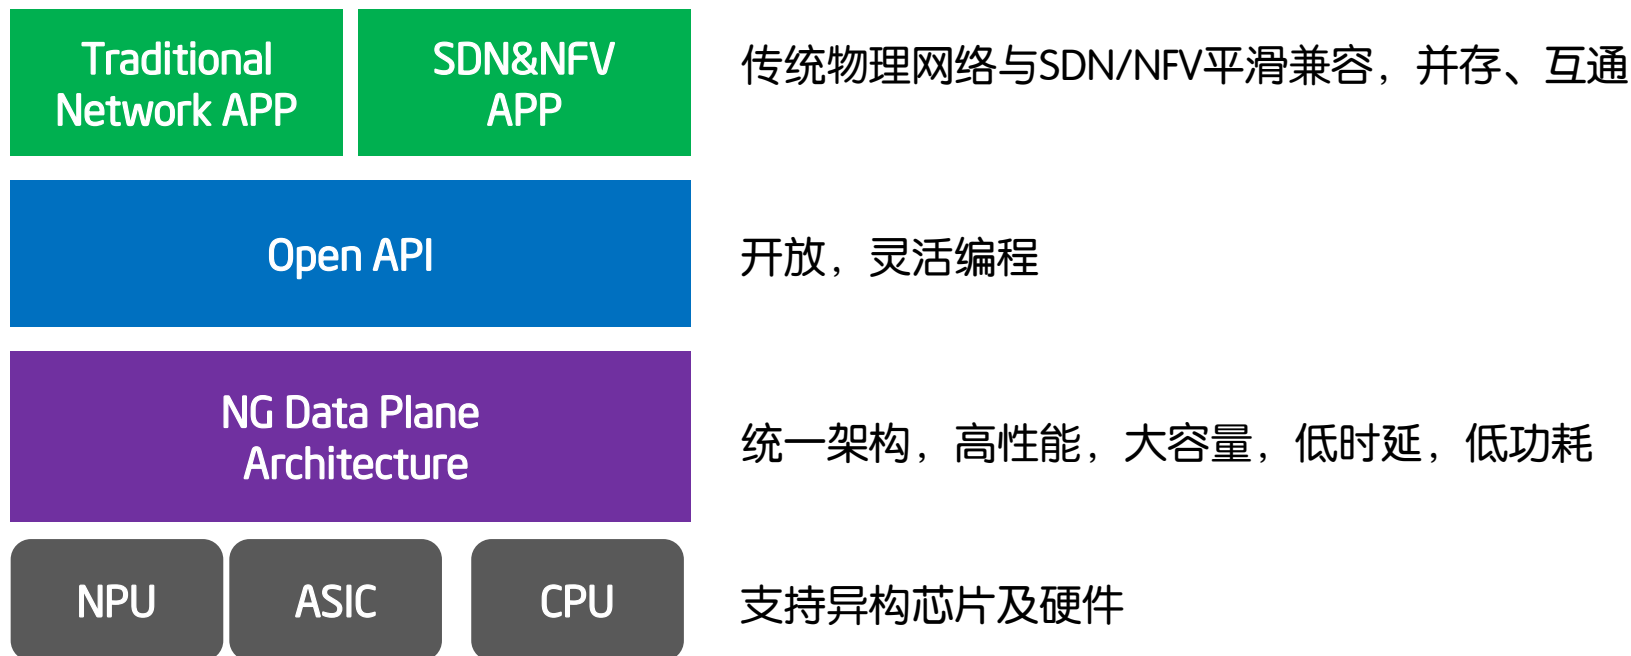 Traditional
Network APP
SDN&NFV
APP
传统物理网络与SDN/NFV平滑兼容，并存、互通
Open API
开放，灵活编程
NG Data Plane
Architecture
统一架构，高性能，大容量，低时延，低功耗
NPU
ASIC
CPU
支持异构芯片及硬件